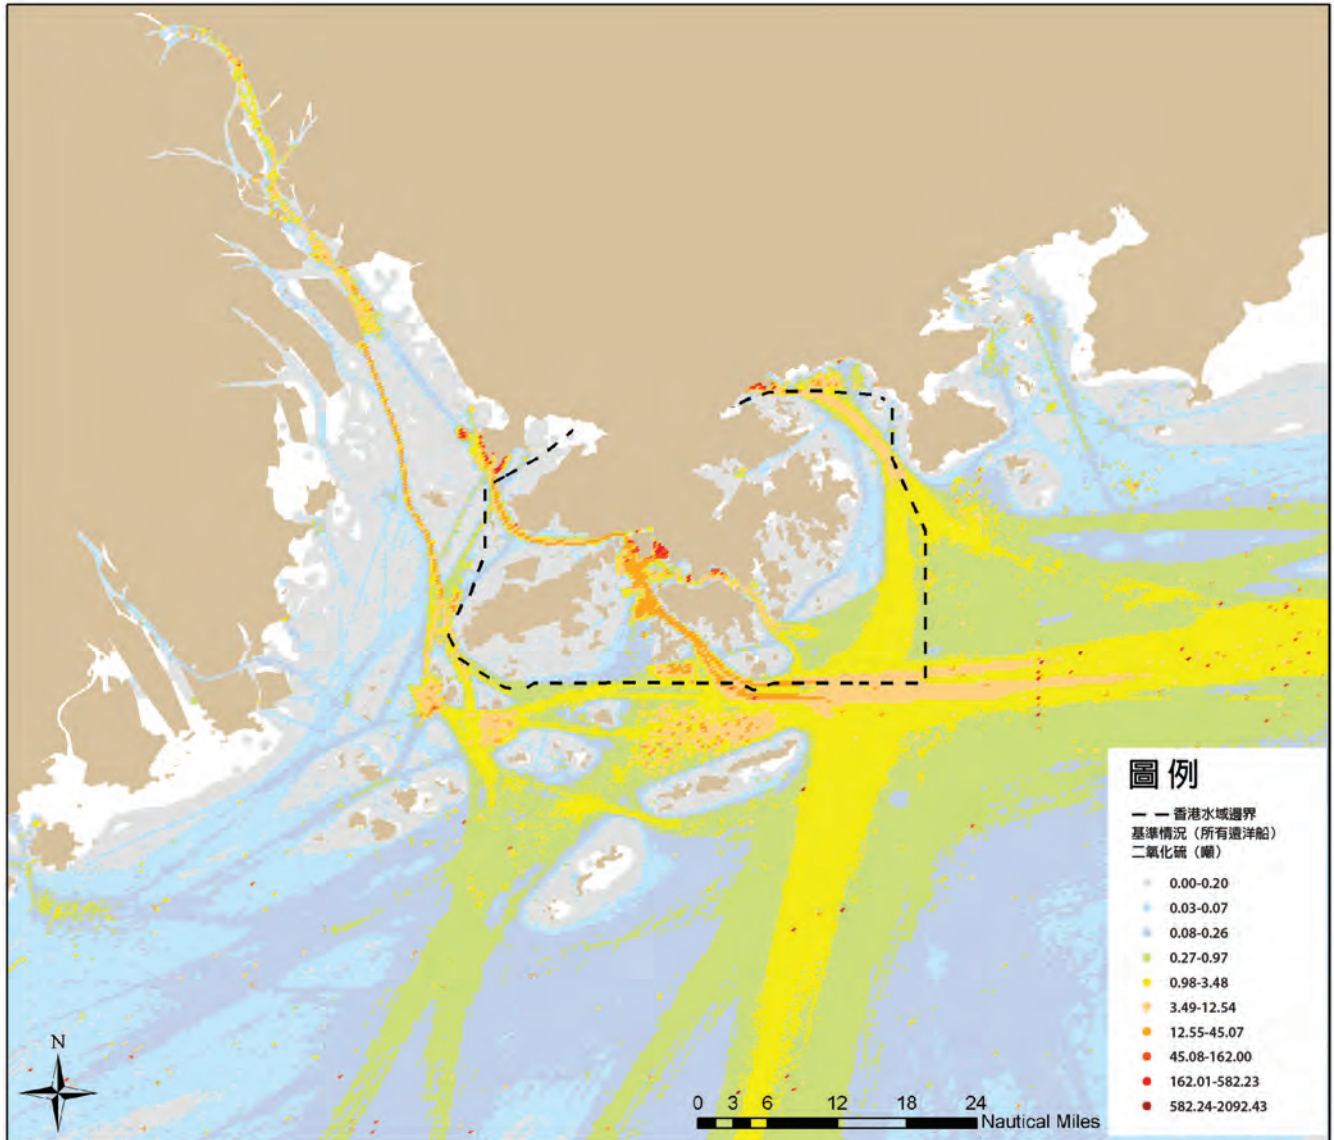 圖例
香港水域邊界
基準情況（所有遠洋船）
二氧化硫（噸）
0.00-0.20
0.03-0.07
0.08-0.26
0.27-0.97
0.98-3.48
3.49-12.54
12.55-45.07
45.08-162.00
162.01-582.23
582.24-2092.43
N
0 3 6 12 18 24
Nautical Miles